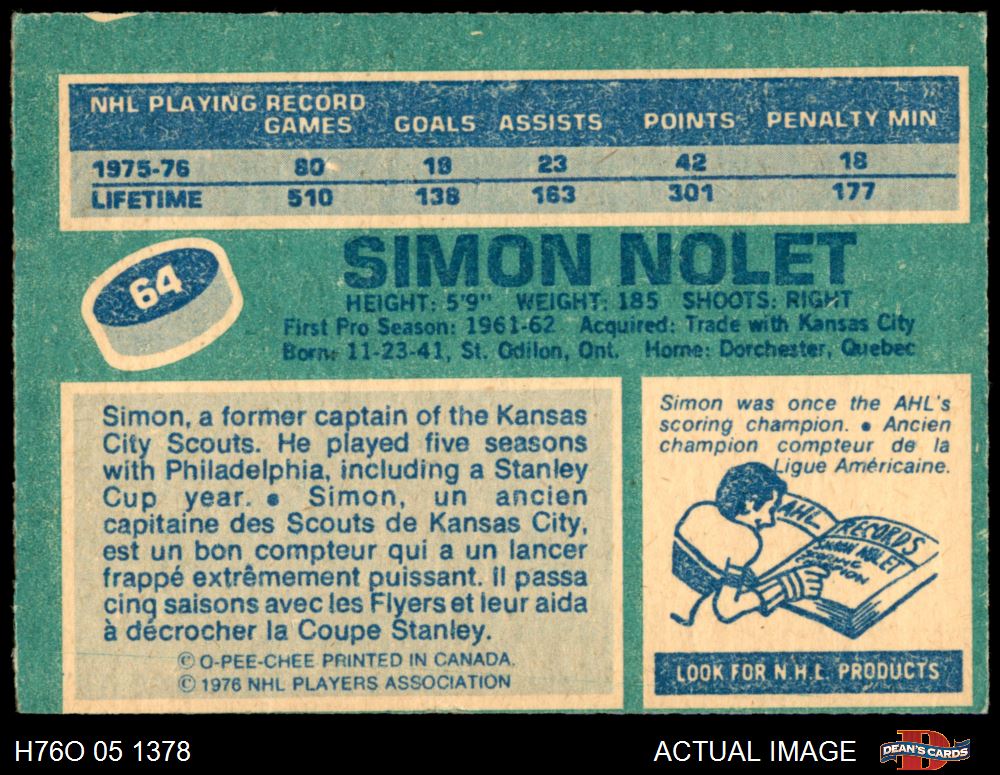 NHL PLAYING RECORD
GAMES GOALS ASSISTS POINTS PENALTY MIN
1975-76 80 19 23 42 18
LIFETIME 510 138 163 301 177
64
SIMON NOLET
HEIGHT: 5'9" WEIGHT: 185 SHOOTS: RIGHT
First Pro Season: 1961-62 Acquired: Trade with Kansas City
Born: 11-23-41, St. Odilon, Ont. Home: Dorchester, Quebec
Simon, a former captain of the Kansas
City Scouts. He played five seasons
with Philadelphia, including a Stanley
Cup year. • Simon, un ancien
capitaine des Scouts de Kansas City,
est un bon compteur qui a un lancer
frappé extrêmement puissant. Il passa
cinq saisons avec les Flyers et leur aida
à décrocher la Coupe Stanley.
© O-PEE-CHEE PRINTED IN CANADA.
© 1976 NHL PLAYERS ASSOCIATION
Simon was once the AHL's
scoring champion. • Ancien
champion compteur de la
Ligue Américaine.
AHL RECORDS
SIMON NOLET
CHAMPION
LOOK FOR N.H.L. PRODUCTS
H76O 05 1378
ACTUAL IMAGE
DEAN'S CARDS